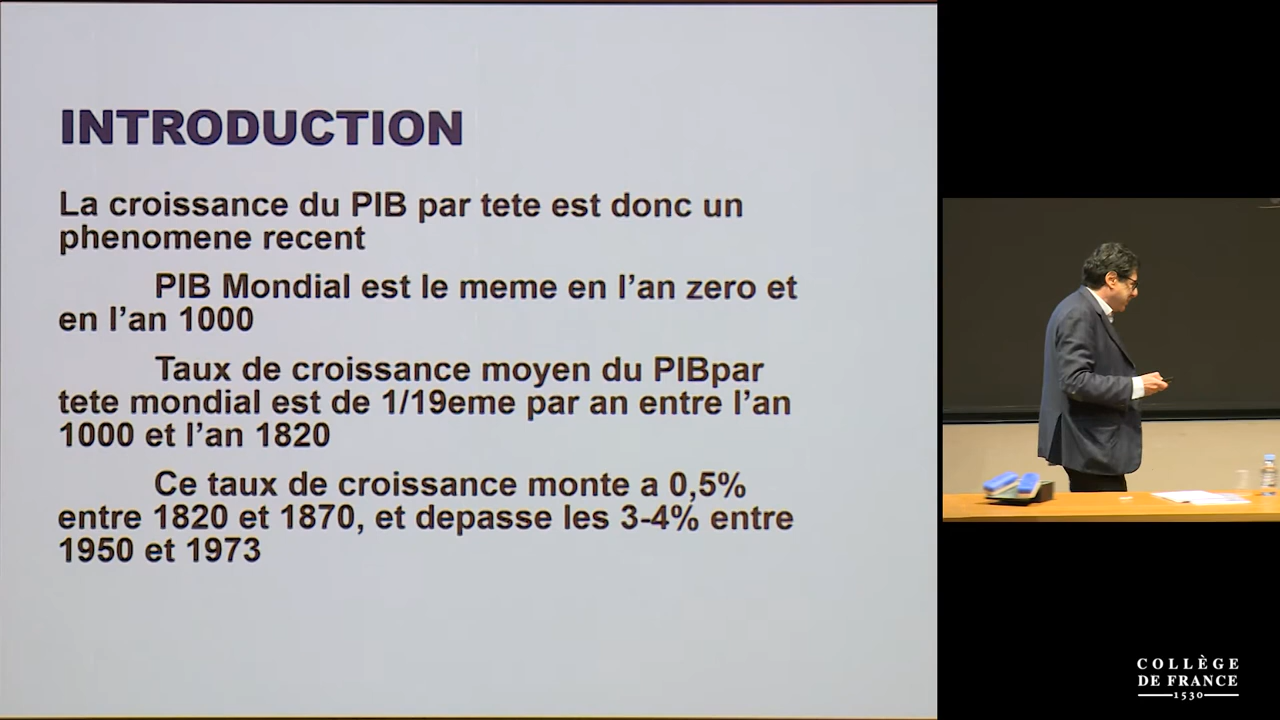 INTRODUCTION
La croissance du PIB par tete est donc un
phenomene recent
PIB Mondial est le meme en l’an zero et
en l’an 1000
Taux de croissance moyen du PIBpar
tete mondial est de 1/19eme par an entre l’an
1000 et l’an 1820
Ce taux de croissance monte a 0,5%
entre 1820 et 1870, et depasse les 3-4% entre
1950 et 1973
COLLÈGE
DE FRANCE
1530